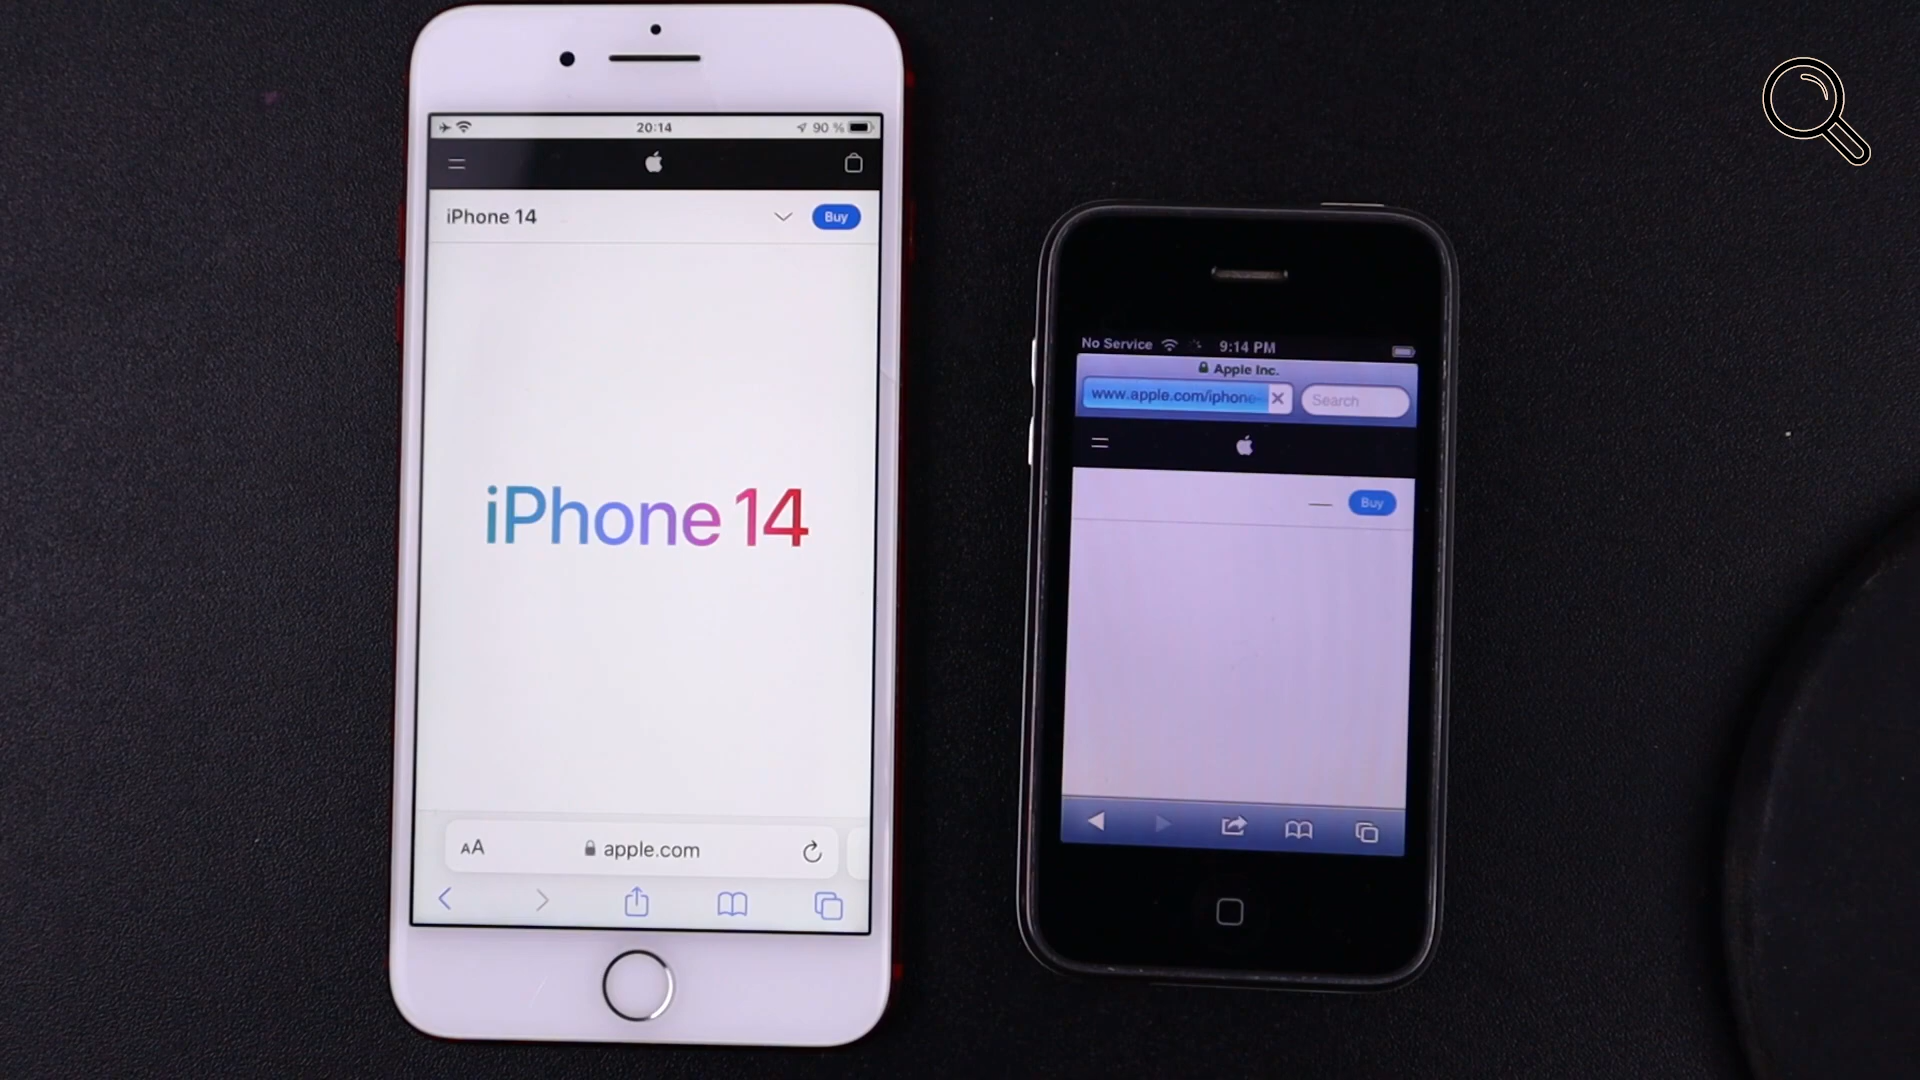 20:14
90 %
iPhone 14
Buy
iPhone 14
AA
apple.com
No Service
9:14 PM
Apple Inc.
www.apple.com/iphone-
Search
Buy